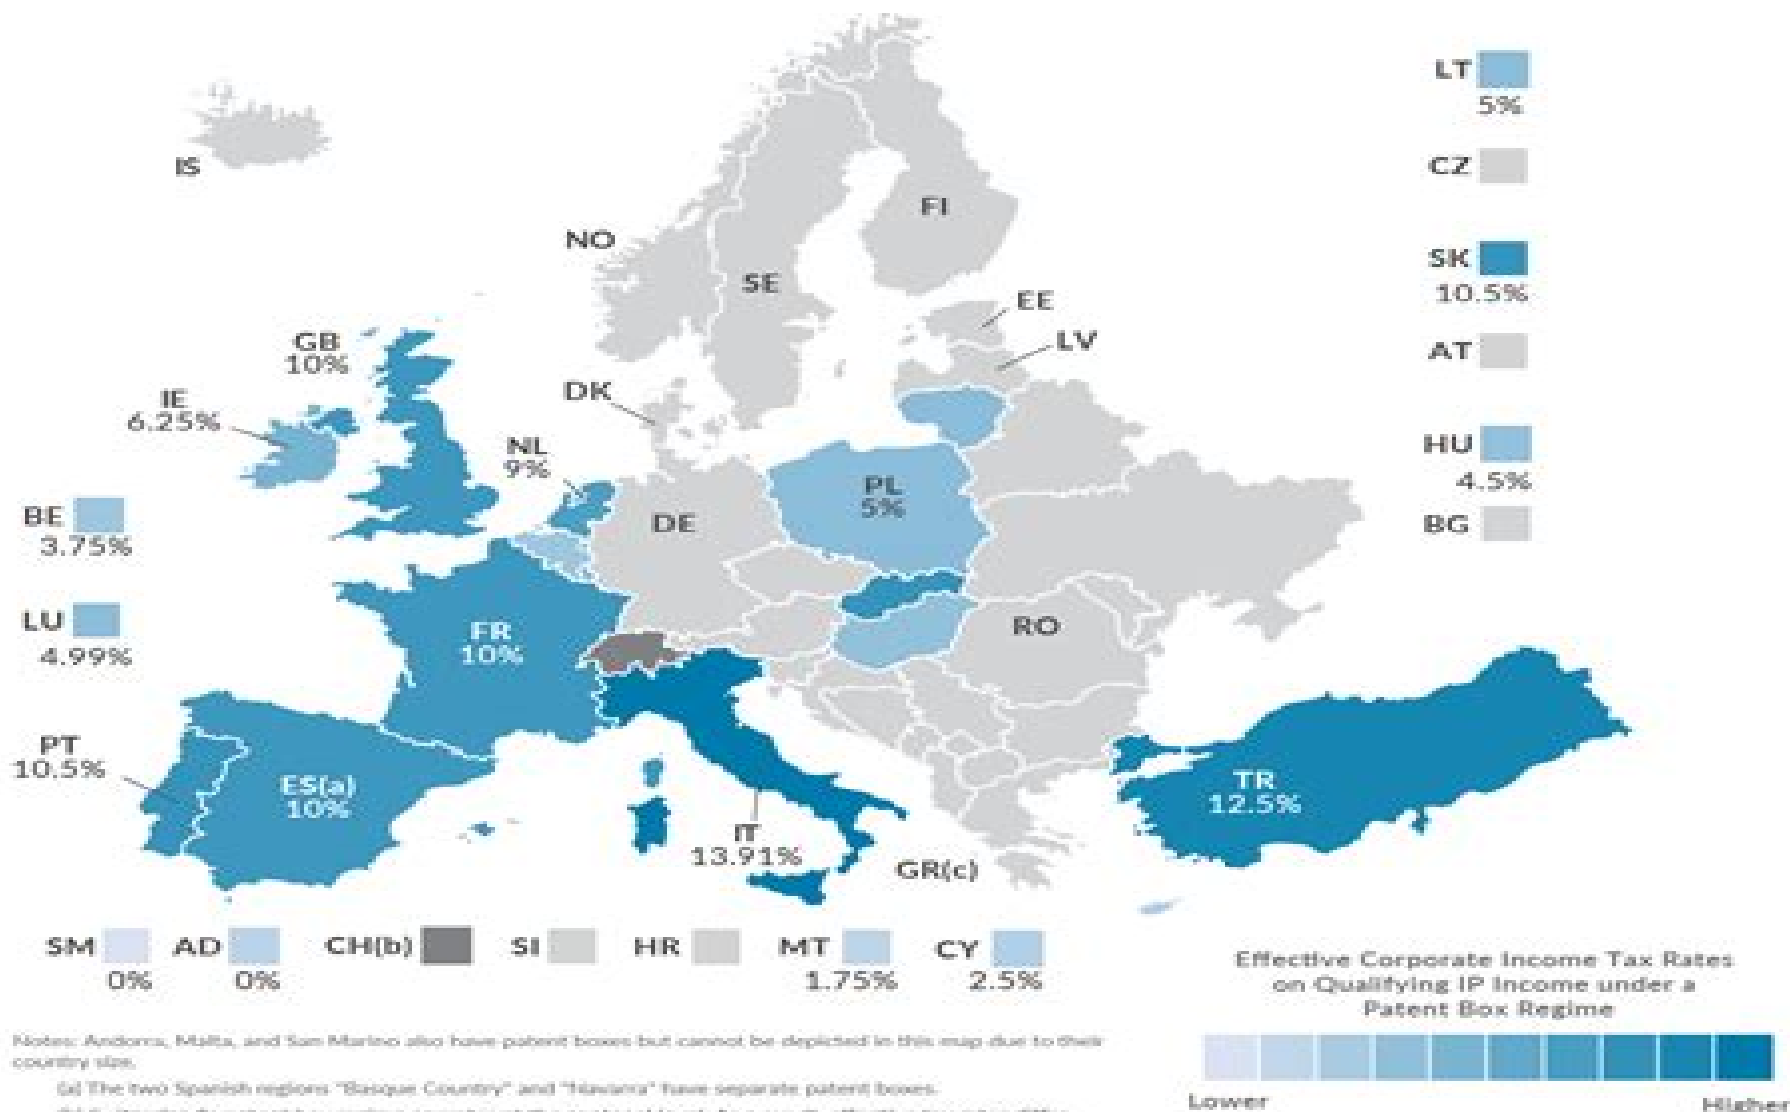 LT
5%
IS
CZ
FI
NO
SK
10.5%
SE
EE
GB
10%
LV
AT
DK
IE
6.25%
NL
9%
HU
4.5%
PL
5%
BE
3.75%
DE
BG
LU
4.99%
FR
10%
RO
PT
10.5%
ES(a)
10%
TR
12.5%
IT
13.91%
GR(c)
SM
0%
AD
0%
CH(b)
SI
HR
MT
1.75%
CY
2.5%
Effective Corporate Income Tax Rates
on Qualifying IP Income under a
Patent Box Regime
Lower
Higher
Notes: Andorra, Malta, and San Marino also have patent boxes but cannot be depicted in this map due to their
country size.
(a) The two Spanish regions "Basque Country" and "Navarra" have separate patent boxes.